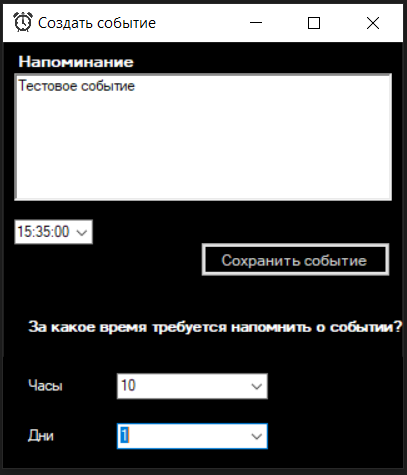 Создать событие
Напоминание
Тестовое событие
15:35:00
Сохранить событие
За какое время требуется напомнить о событии?
Часы 10
Дни 1